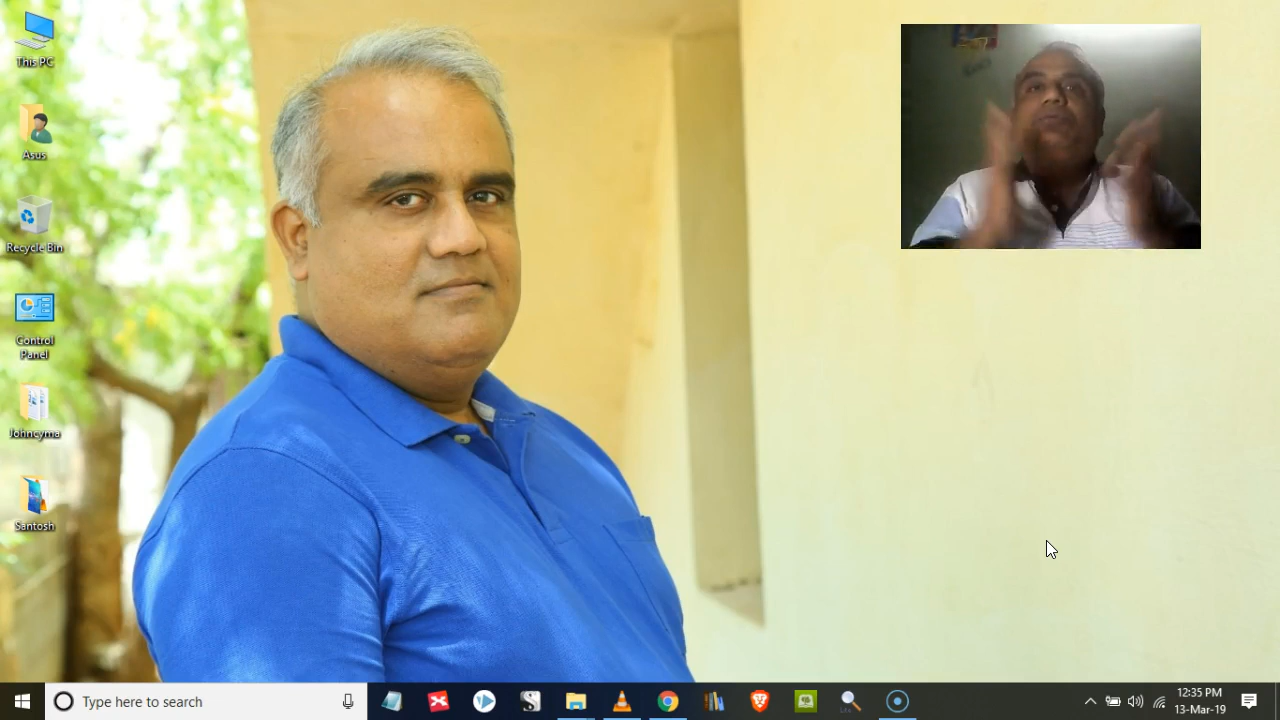 This PC
Asus
Recycle Bin
Control
Panel
Johncyma
Santosh
Type here to search
12:35 PM
13-Mar-19